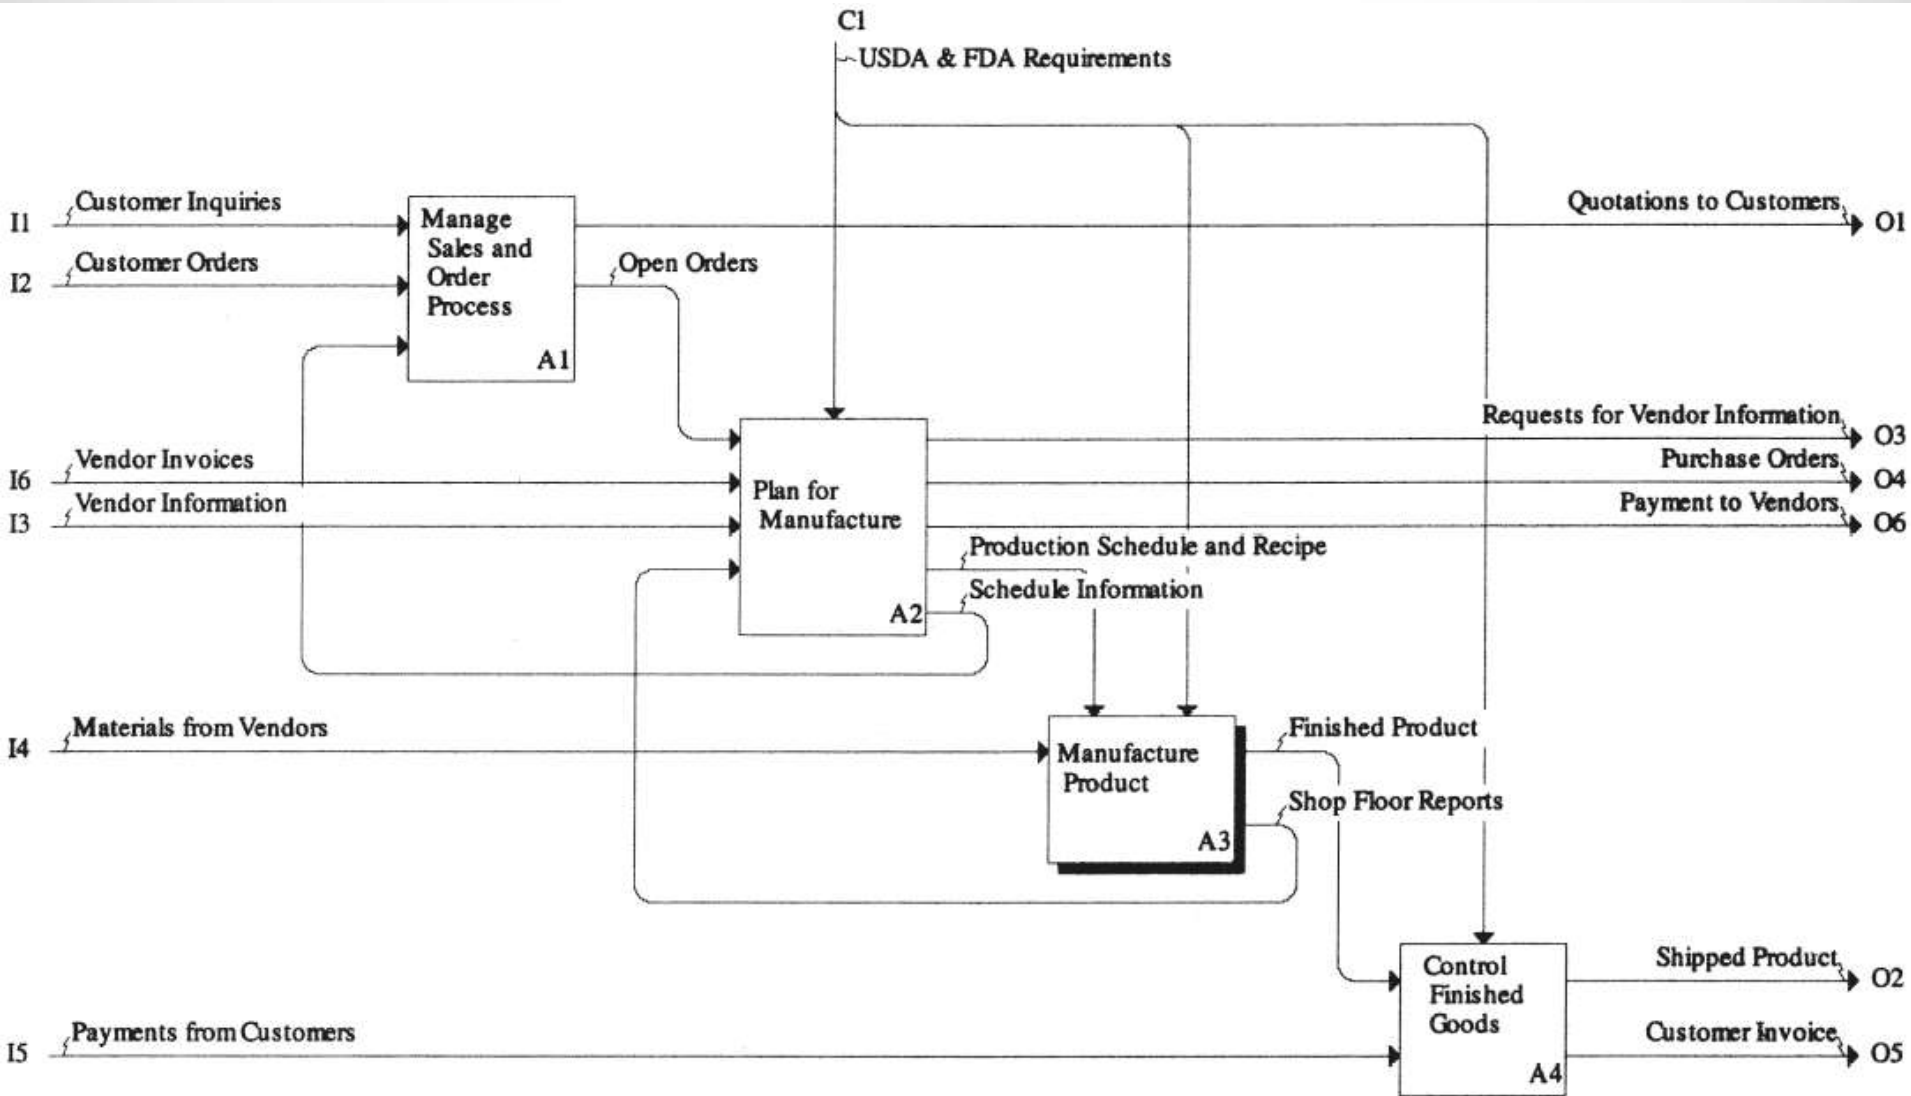 C1
USDA & FDA Requirements
Customer Inquiries
I1
Customer Orders
I2
Manage
Sales and
Order
Process
A1
Open Orders
Quotations to Customers
O1
Requests for Vendor Information
O3
Vendor Invoices
I6
Vendor Information
I3
Plan for
Manufacture
A2
Purchase Orders
O4
Payment to Vendors
O6
Production Schedule and Recipe
Schedule Information
Materials from Vendors
I4
Manufacture
Product
A3
Finished Product
Shop Floor Reports
Control
Finished
Goods
A4
Shipped Product
O2
Payments from Customers
I5
Customer Invoice
O5